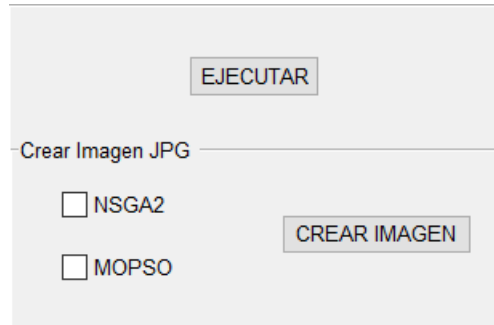 EJECUTAR
Crear Imagen JPG
NSGA2
CREAR IMAGEN
MOPSO